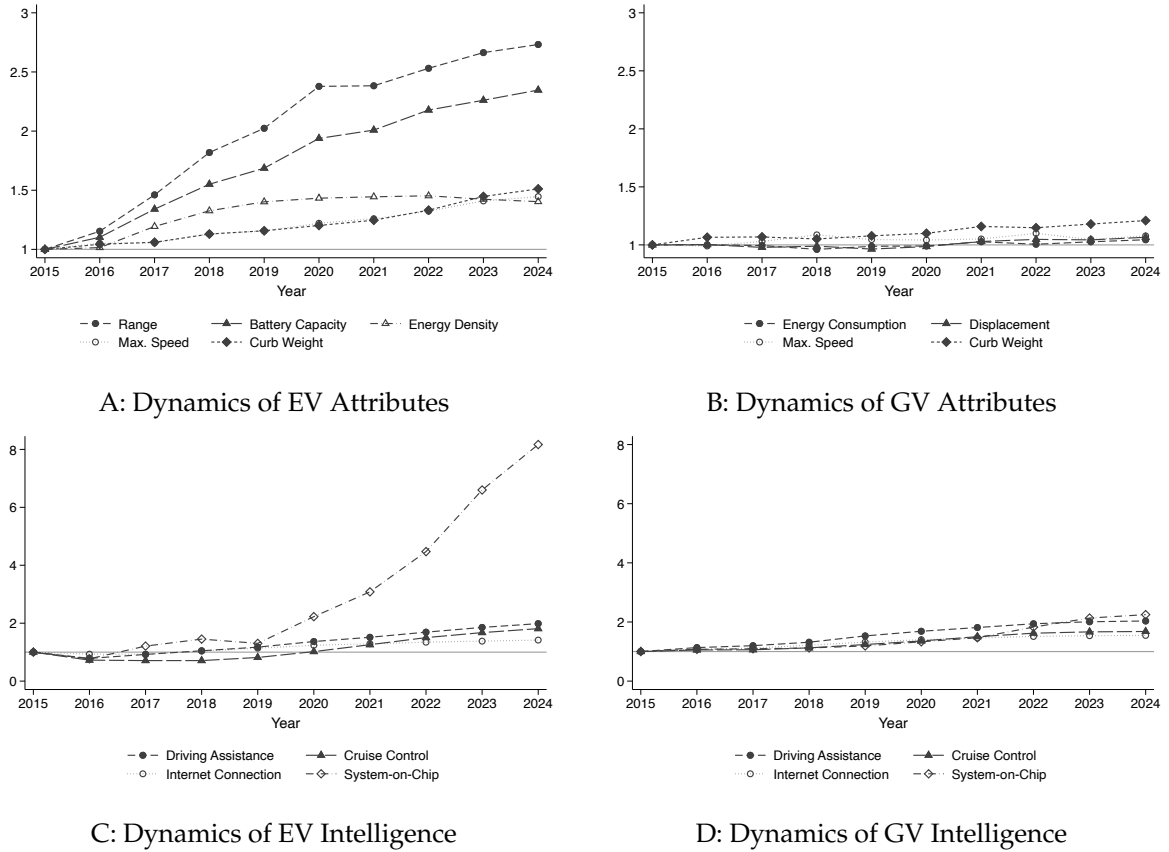 3
2.5
2
1.5
1
2015 2016 2017 2018 2019 2020 2021 2022 2023 2024
Year
Range Battery Capacity Energy Density
Max. Speed Curb Weight
A: Dynamics of EV Attributes
3
2.5
2
1.5
1
2015 2016 2017 2018 2019 2020 2021 2022 2023 2024
Year
Energy Consumption Displacement
Max. Speed Curb Weight
B: Dynamics of GV Attributes
8
6
4
2
0
2015 2016 2017 2018 2019 2020 2021 2022 2023 2024
Year
Driving Assistance Cruise Control
Internet Connection System-on-Chip
C: Dynamics of EV Intelligence
8
6
4
2
0
2015 2016 2017 2018 2019 2020 2021 2022 2023 2024
Year
Driving Assistance Cruise Control
Internet Connection System-on-Chip
D: Dynamics of GV Intelligence